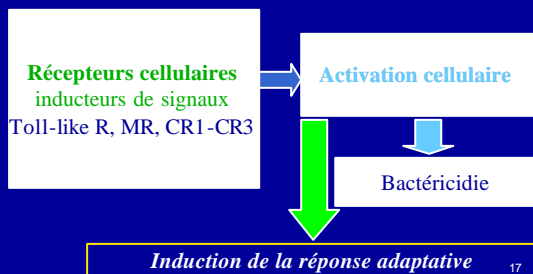 Récepteurs cellulaires
inducteurs de signaux
Toll-like R, MR, CR1-CR3
Activation cellulaire
Bactéricidie
Induction de la réponse adaptative
17